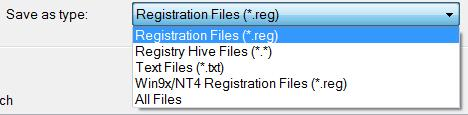 Save as type: Registration Files (*.reg)
Registration Files (*.reg)
Registry Hive Files (*.*)
Text Files (*.txt)
Win9x/NT4 Registration Files (*.reg)
All Files
ch